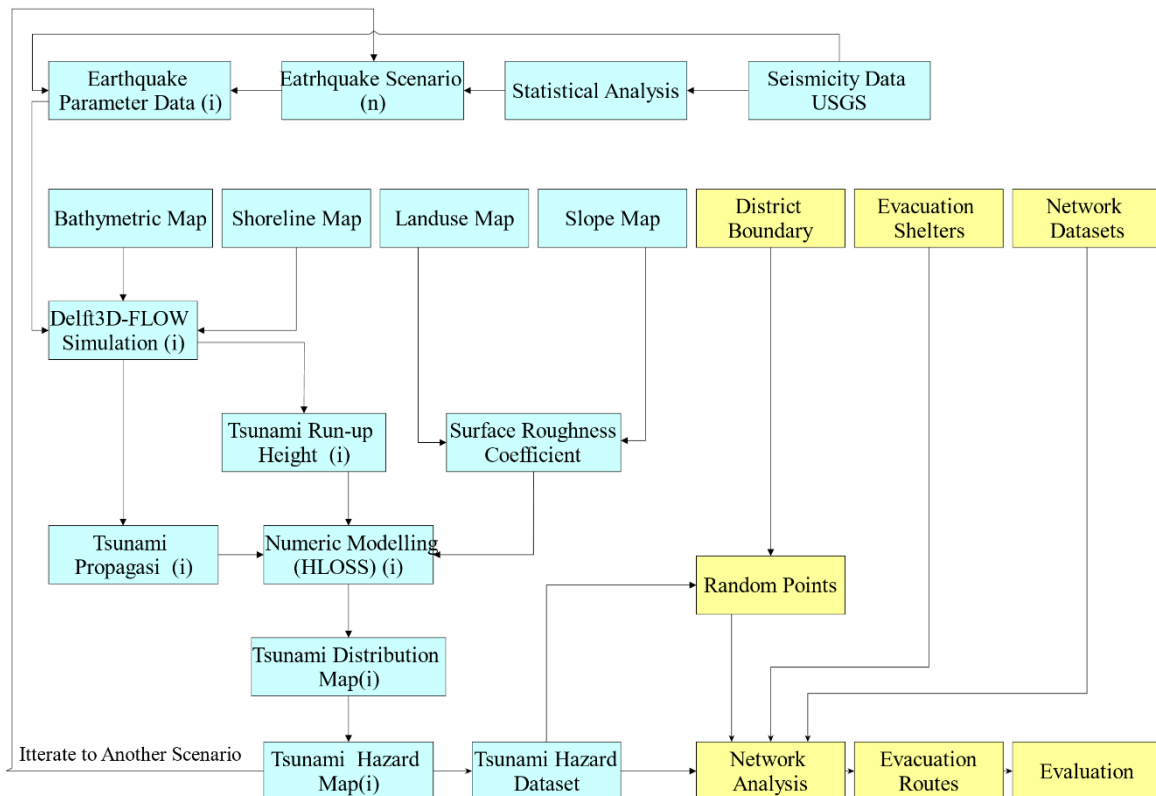 Earthquake
Parameter Data (i)
Eatrhquake Scenario
(n)
Statistical Analysis
Seismicity Data
USGS
Bathymetric Map
Shoreline Map
Landuse Map
Slope Map
District
Boundary
Evacuation
Shelters
Network
Datasets
Delft3D-FLOW
Simulation (i)
Tsunami Run-up
Height (i)
Surface Roughness
Coefficient
Tsunami
Propagasi (i)
Numeric Modelling
(HLOSS) (i)
Random Points
Tsunami Distribution
Map(i)
Itterate to Another Scenario
Tsunami Hazard
Map(i)
Tsunami Hazard
Dataset
Network
Analysis
Evacuation
Routes
Evaluation